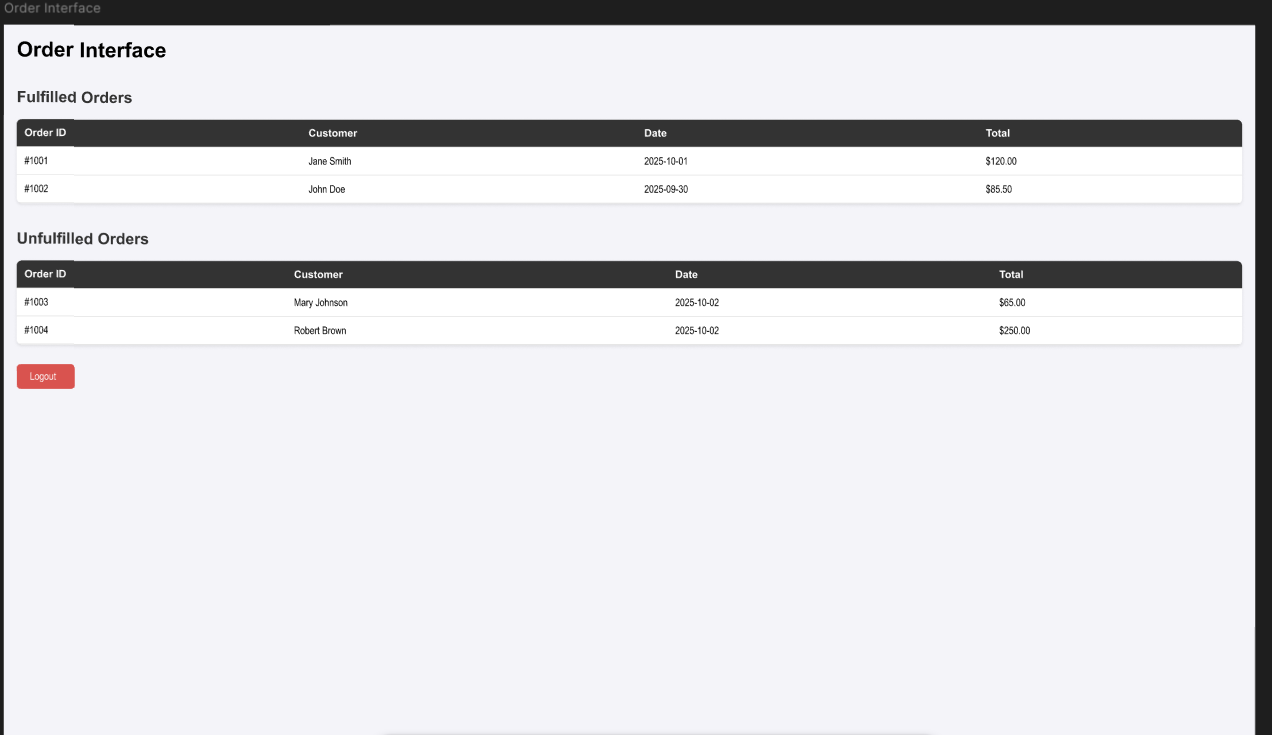 Order Interface
Order Interface
Fulfilled Orders
Order ID Customer Date Total
#1001 Jane Smith 2025-10-01 $120.00
#1002 John Doe 2025-09-30 $85.50
Unfulfilled Orders
Order ID Customer Date Total
#1003 Mary Johnson 2025-10-02 $65.00
#1004 Robert Brown 2025-10-02 $250.00
Logout